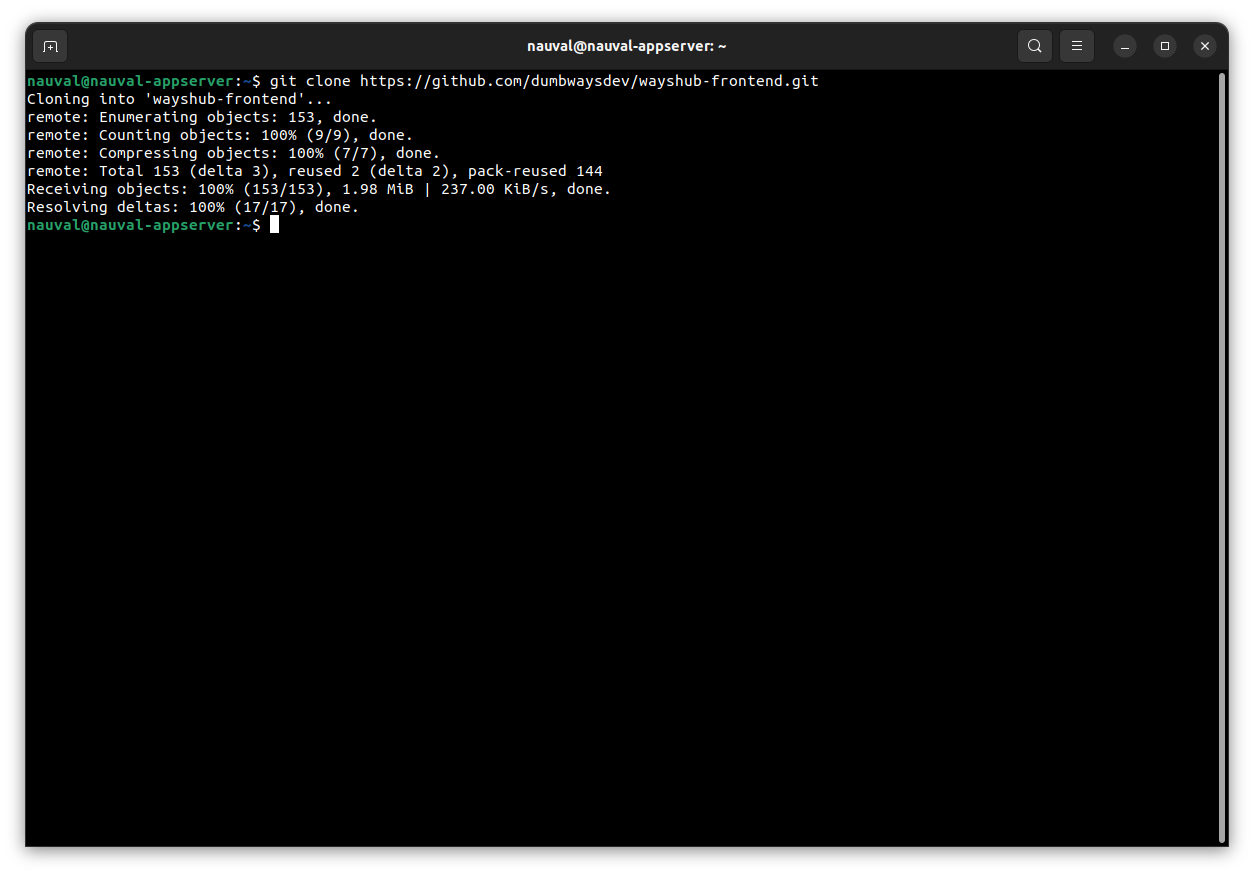 nauval@nauval-appserver: ~
nauval@nauval-appserver:~$ git clone https://github.com/dumbwaysdev/wayshub-frontend.git
Cloning into 'wayshub-frontend'...
remote: Enumerating objects: 153, done.
remote: Counting objects: 100% (9/9), done.
remote: Compressing objects: 100% (7/7), done.
remote: Total 153 (delta 3), reused 2 (delta 2), pack-reused 144
Receiving objects: 100% (153/153), 1.98 MiB | 237.00 KiB/s, done.
Resolving deltas: 100% (17/17), done.
nauval@nauval-appserver:~$